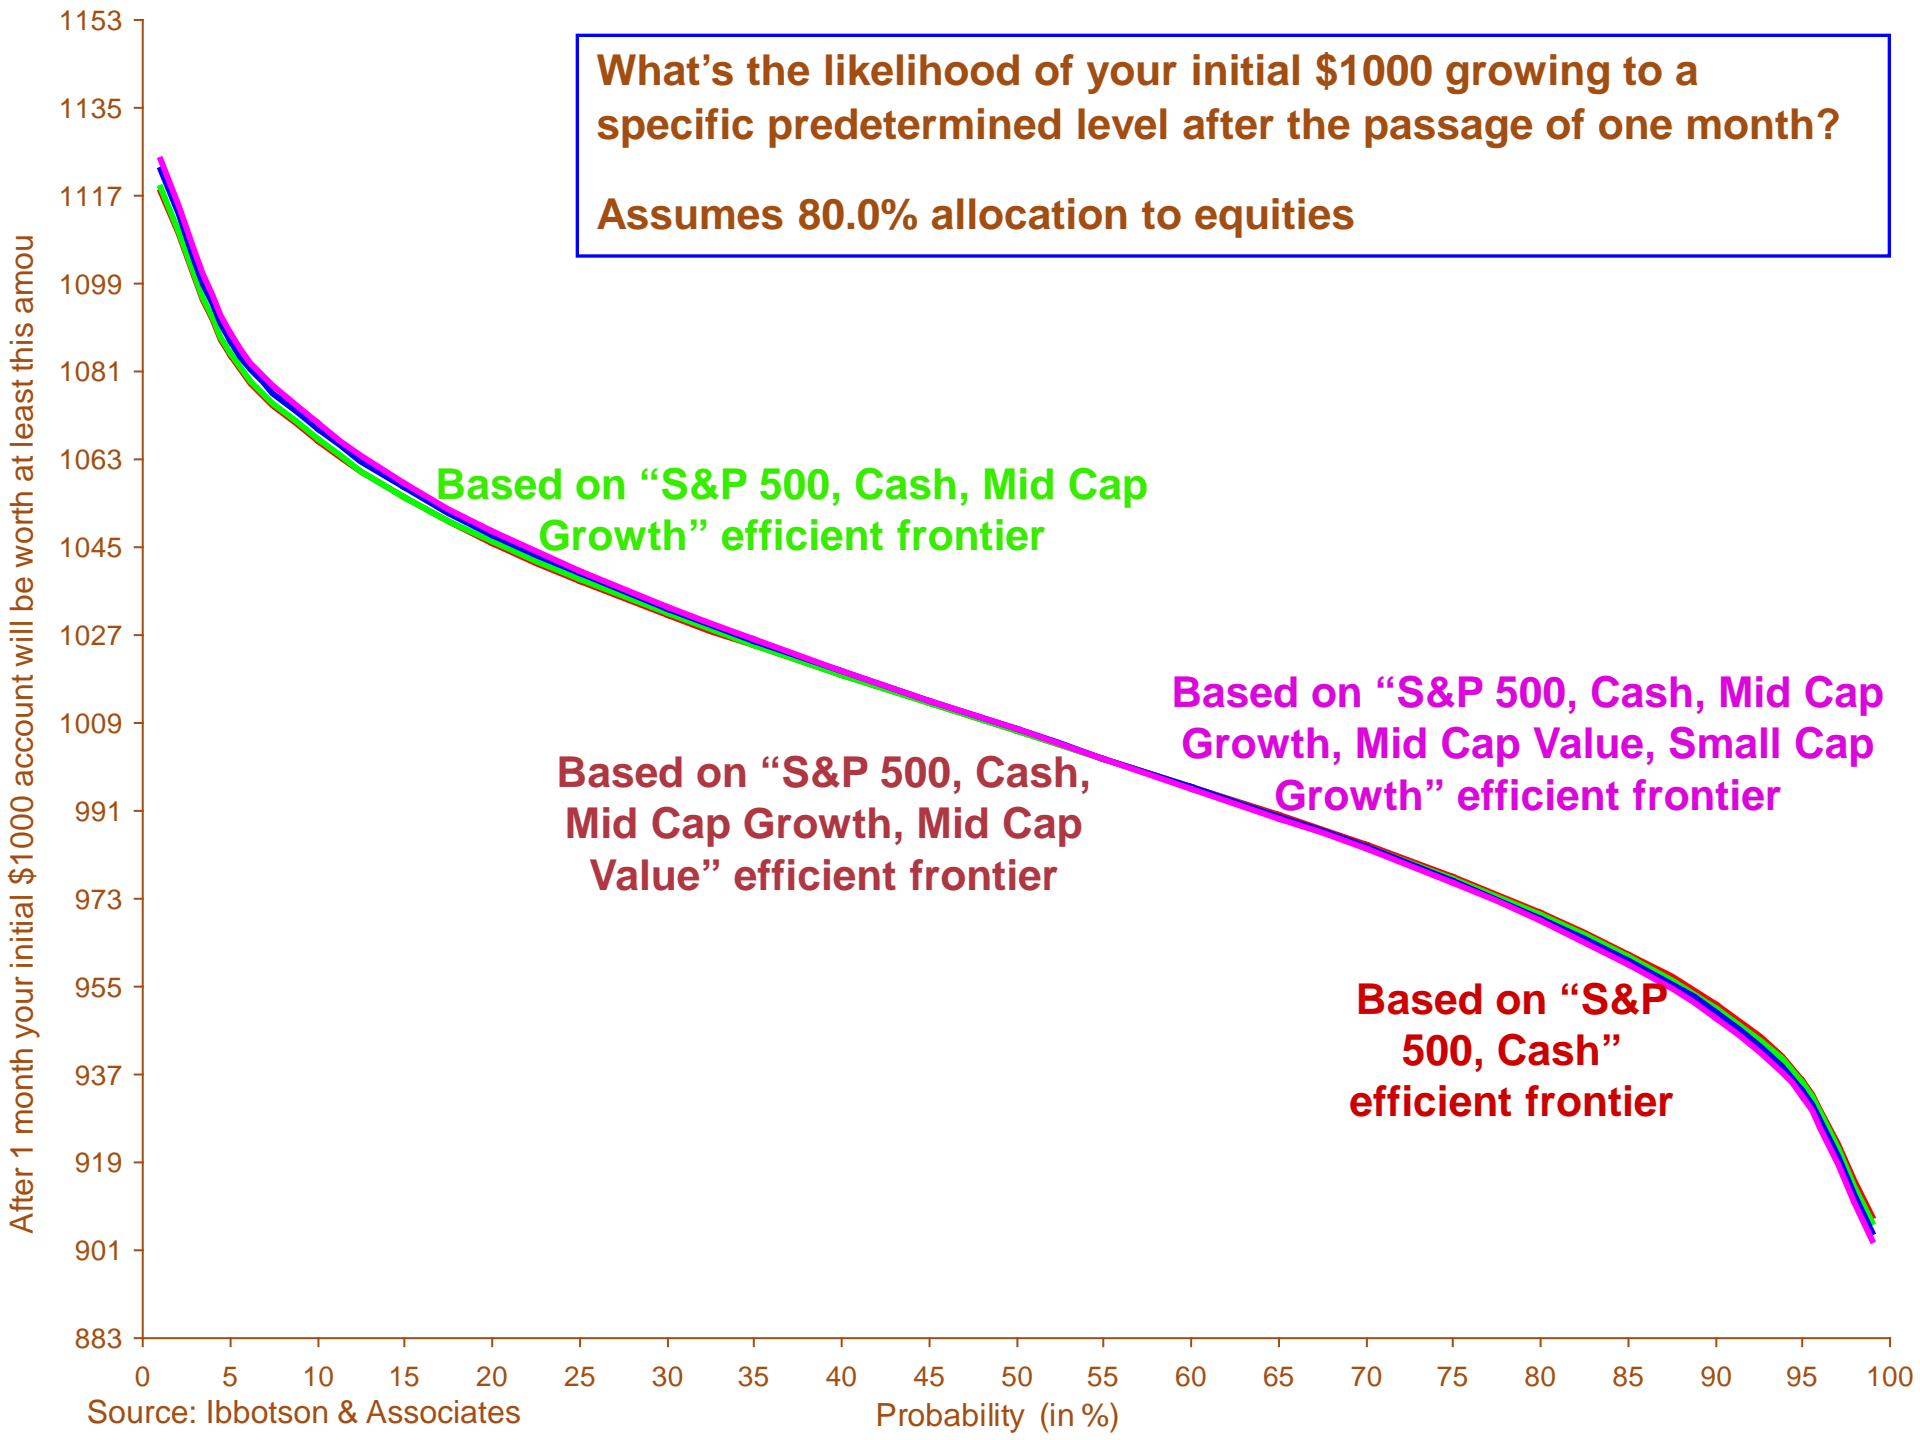 1153
1135
1117
1099
1081
1063
1045
1027
1009
991
973
955
937
919
901
883
After 1 month your initial $1000 account will be worth at least this amou
What’s the likelihood of your initial $1000 growing to a
specific predetermined level after the passage of one month?
Assumes 80.0% allocation to equities
Based on “S&P 500, Cash, Mid Cap
Growth” efficient frontier
Based on “S&P 500, Cash, Mid Cap
Growth, Mid Cap Value, Small Cap
Growth” efficient frontier
Based on “S&P 500, Cash,
Mid Cap Growth, Mid Cap
Value” efficient frontier
Based on “S&P
500, Cash”
efficient frontier
0 5 10 15 20 25 30 35 40 45 50 55 60 65 70 75 80 85 90 95 100
Source: Ibbotson & Associates
Probability (in %)